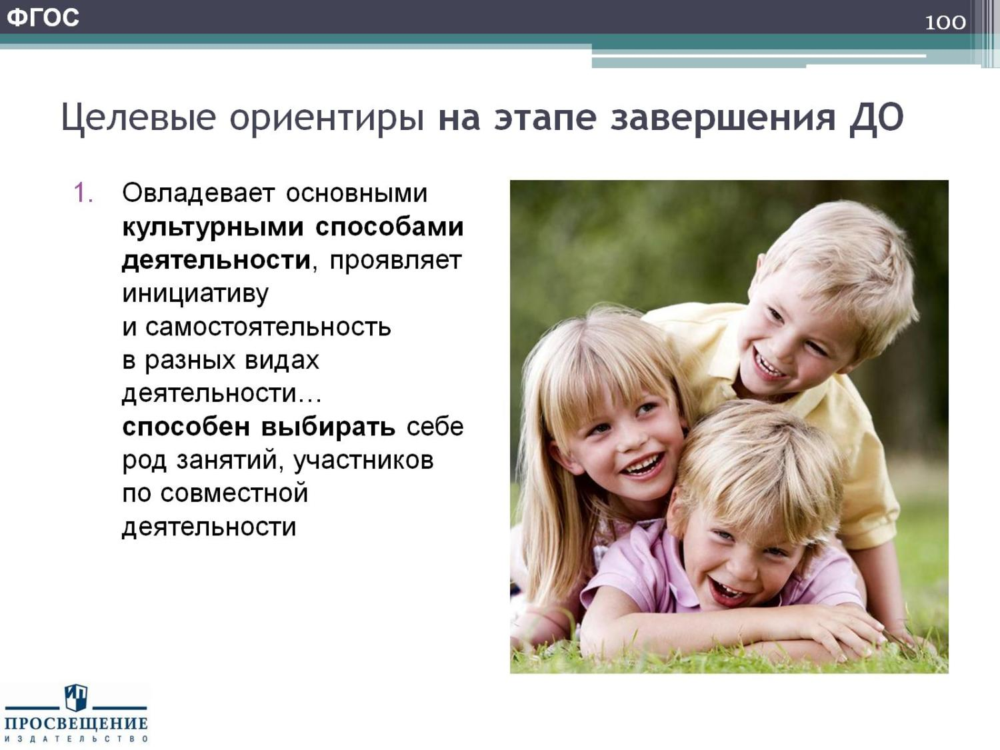 ФГОС
100
Целевые ориентиры на этапе завершения ДО
1. Овладевает основными
культурными способами
деятельности, проявляет
инициативу
и самостоятельность
в разных видах
деятельности…
способен выбирать себе
род занятий, участников
по совместной
деятельности
ИП
ПРОСВЕЩЕНИЕ
ИЗДАТЕЛЬСТВО